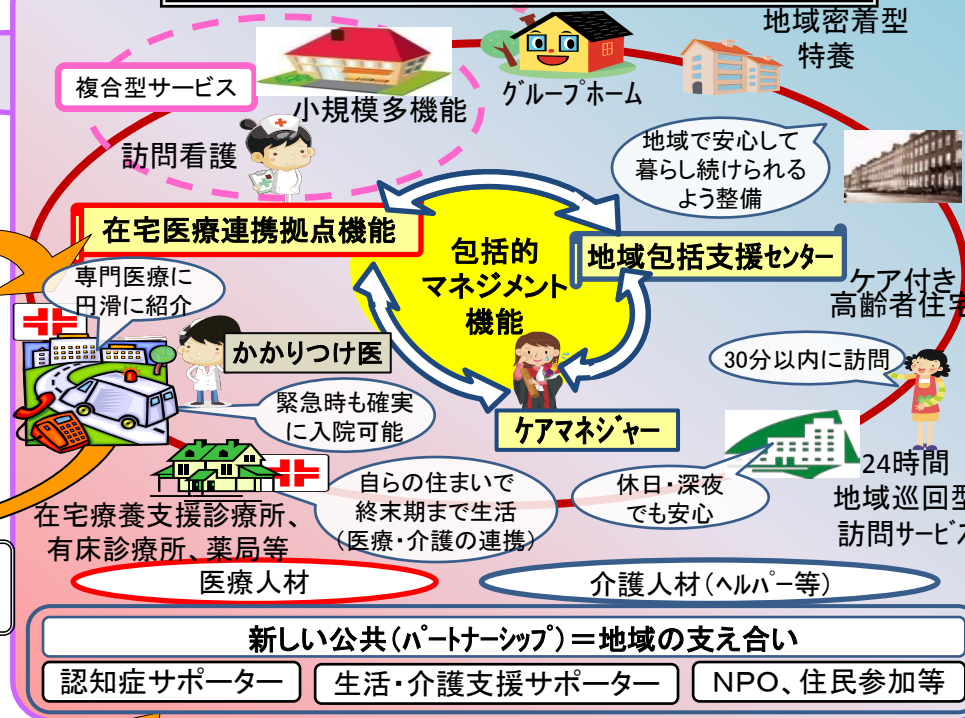 地域密着型
特養
複合型サービス
小規模多機能
グループホーム
訪問看護
地域で安心して
暮らし続けられる
よう整備
在宅医療連携拠点機能
包括的
マネジメント
機能
地域包括支援センター
専門医療に
円滑に紹介
ケア付き
高齢者住宅
かかりつけ医
30分以内に訪問
緊急時も確実
に入院可能
ケアマネジャー
24時間
地域巡回型
訪問サービス
自らの住まいで
終末期まで生活
(医療・介護の連携)
休日・深夜
でも安心
在宅療養支援診療所、
有床診療所、薬局等
医療人材
介護人材(ヘルパー等)
新しい公共(パートナーシップ)=地域の支え合い
認知症サポーター
生活・介護支援サポーター
NPO、住民参加等